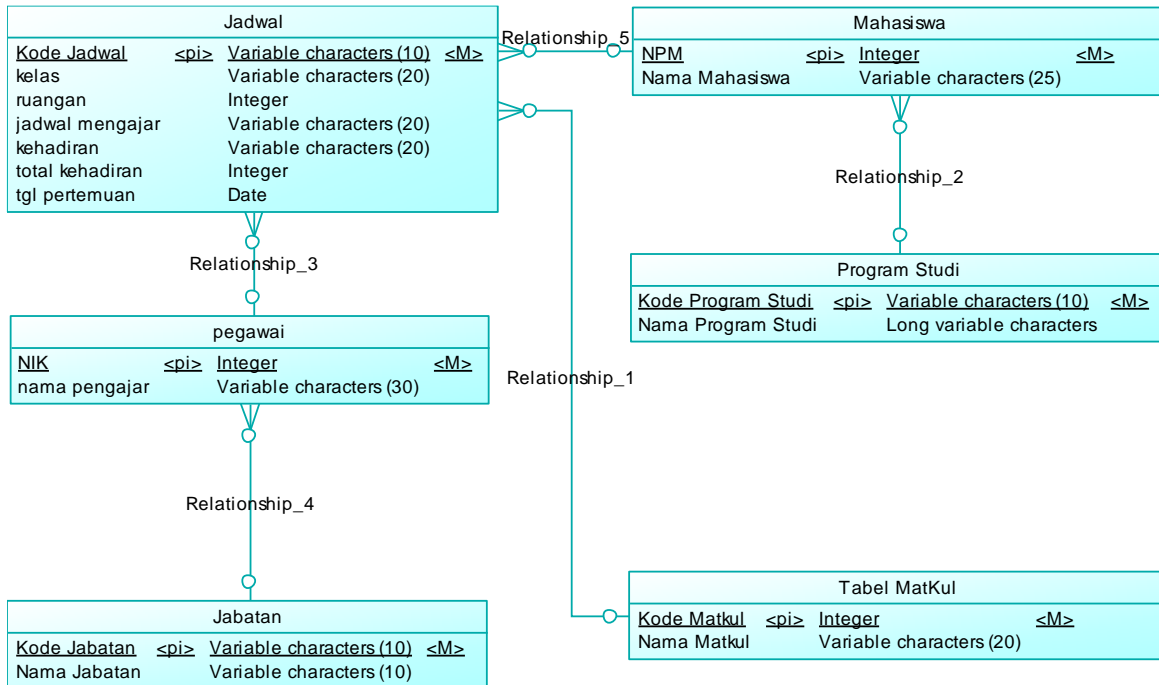 Jadwal
Kode Jadwal <pi> Variable characters (10) <M>
kelas Variable characters (20)
ruangan Integer
jadwal mengajar Variable characters (20)
kehadiran Variable characters (20)
total kehadiran Integer
tgl pertemuan Date
Relationship_5
Mahasiswa
NPM <pi> Integer <M>
Nama Mahasiswa Variable characters (25)
Relationship_2
Program Studi
Kode Program Studi <pi> Variable characters (10) <M>
Nama Program Studi Long variable characters
Relationship_3
pegawai
NIK <pi> Integer <M>
nama pengajar Variable characters (30)
Relationship_1
Relationship_4
Jabatan
Kode Jabatan <pi> Variable characters (10) <M>
Nama Jabatan Variable characters (10)
Tabel MatKul
Kode Matkul <pi> Integer <M>
Nama Matkul Variable characters (20)